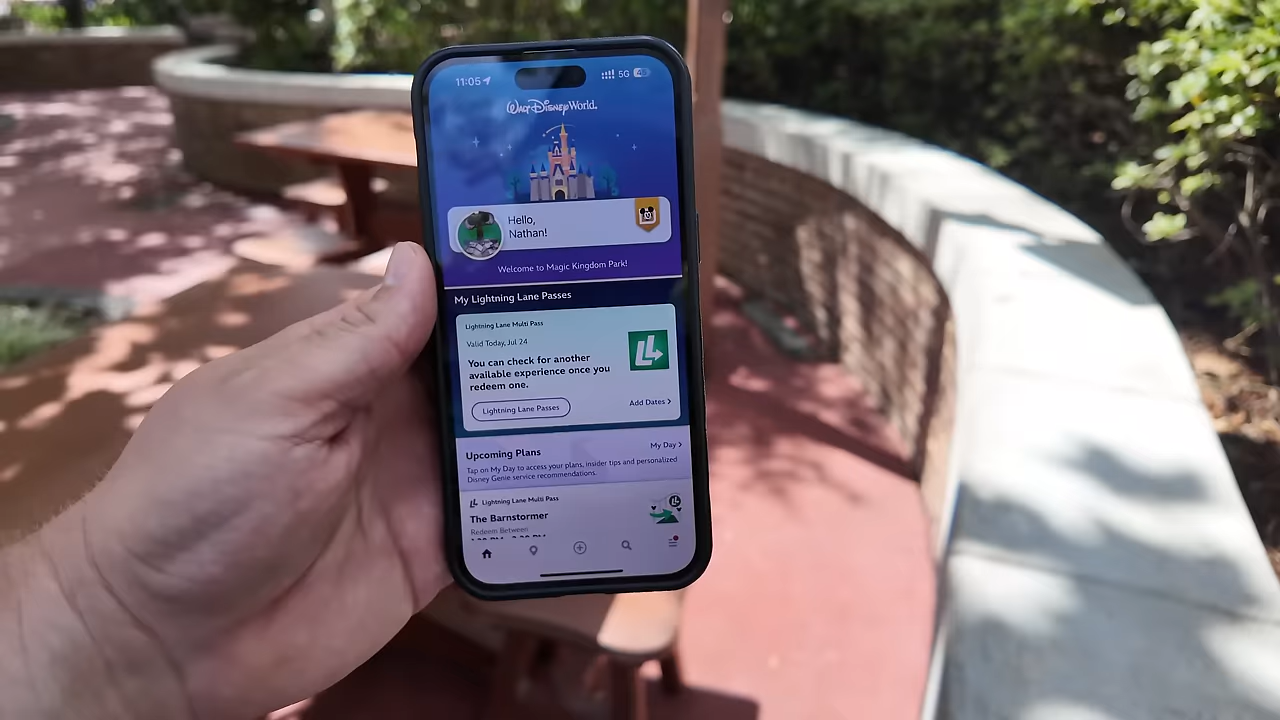 11:05 5G
Walt Disney World.
Hello,
Nathan!
Welcome to Magic Kingdom Park!
My Lightning Lane Passes
Lightning Lane Multi Pass
Valid Today, Jul 24
You can check for another
available experience once you
redeem one.
Lightning Lane Passes
Add Dates >
Upcoming Plans
My Day >
Tap on My Day to access your plans, insider tips and personalized
Disney Genie service recommendations.
Lightning Lane Multi Pass
The Barnstormer
Redeem Between